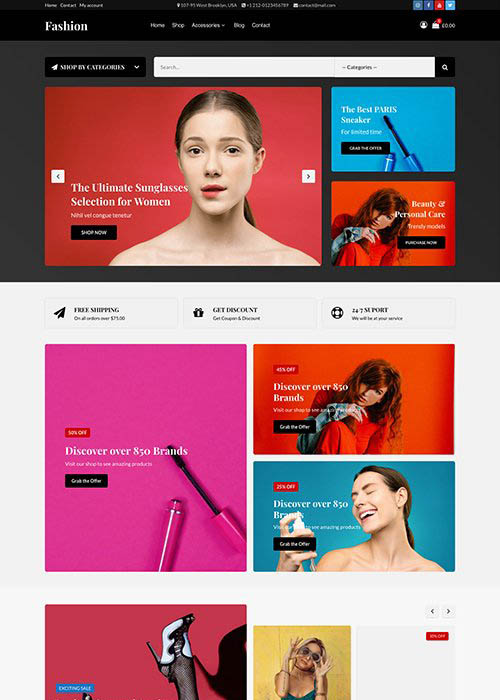 Home Contact My account
107-95 West Brooklyn, USA +1 212-0123456789 contact@mail.com
Fashion
Home Shop Accessories Blog Contact
0
£0.00
SHOP BY CATEGORIES
Search...
-- Categories --
The Ultimate Sunglasses
Selection for Women
Nihil vel congue tenetur
SHOP NOW
The Best PARIS
Sneaker
For limited time
GRAB THE OFFER
Beauty &
Personal Care
Trendy models
PURCHASE NOW
FREE SHIPPING
On all orders over $75.00
GET DISCOUNT
Get Coupon & Discount
24/7 SUPORT
We will be at your service
50% OFF
Discover over 850 Brands
Visit our shop to see amazing products
Grab the Offer
45% OFF
Discover over 850
Brands
Visit our shop to see amazing products
Grab the Offer
25% OFF
Discover over 850
Brands
Visit our shop to see amazing products
Grab the Offer
EXCITING SALE